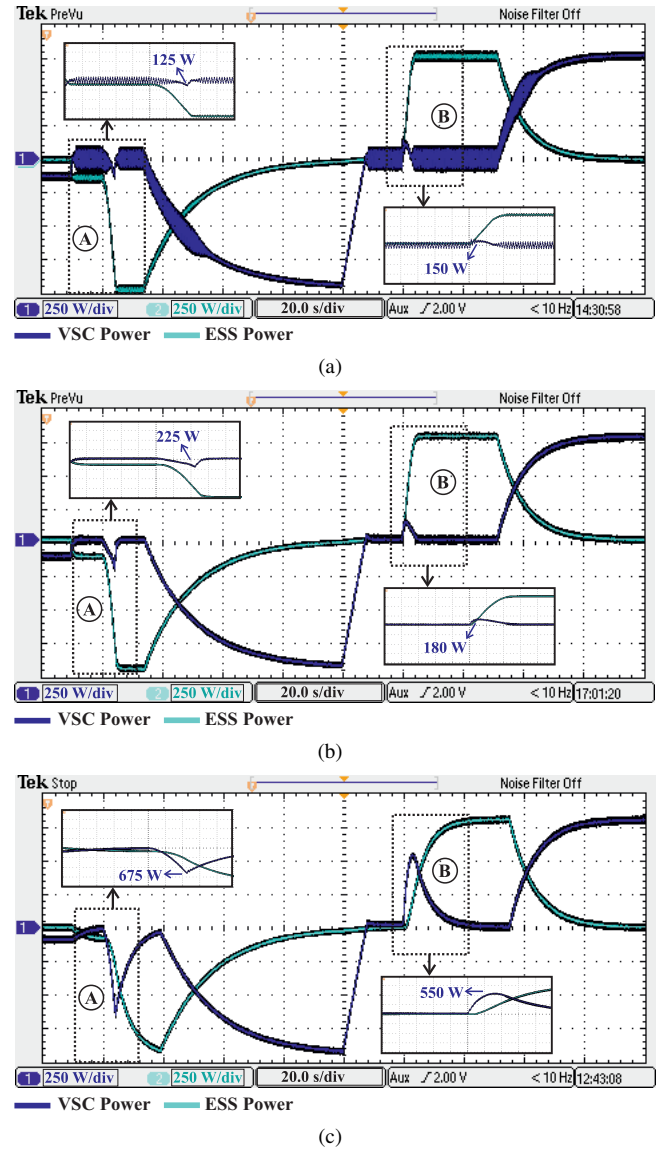 Tek PreVu Noise Filter Off
T
125 W
B
1
A
150 W
1 250 W/div 2 250 W/div 20.0 s/div Aux 2.00 V < 10 Hz 14:30:58
VSC Power ESS Power
(a)
Tek PreVu Noise Filter Off
T
225 W
B
1
A
180 W
1 250 W/div 2 250 W/div 20.0 s/div Aux 2.00 V < 10 Hz 17:01:20
VSC Power ESS Power
(b)
Tek Stop Noise Filter Off
T
675 W
B
1
550 W
A
1 250 W/div 2 250 W/div 20.0 s/div Aux 2.00 V < 10 Hz 12:43:08
VSC Power ESS Power
(c)